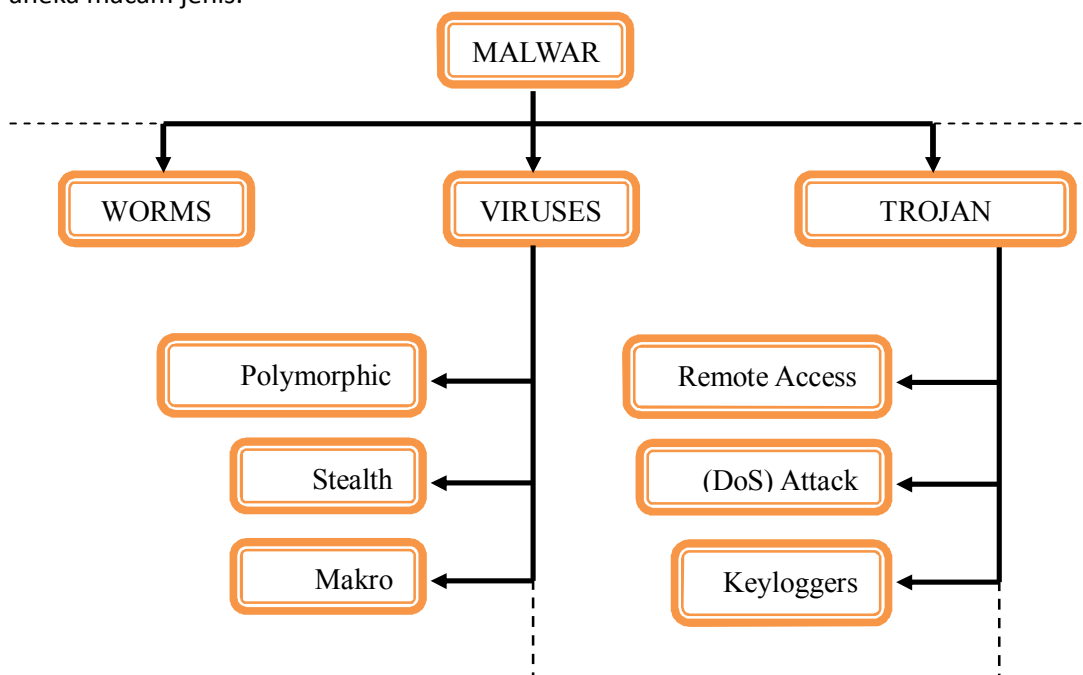 aneka macam jenis.
MALWAR
WORMS
VIRUSES
TROJAN
Polymorphic
Remote Access
Stealth
(DoS) Attack
Makro
Keyloggers